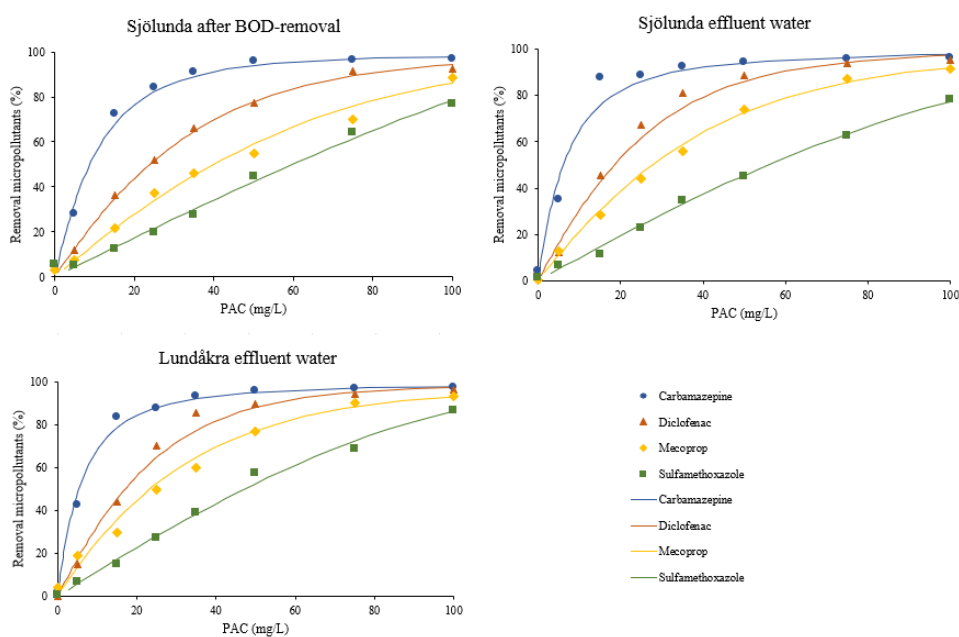 Sjölunda after BOD-removal
Removal micropollutants (%)
100
80
60
40
20
0
0 20 40 60 80 100
PAC (mg/L)
Sjölunda effluent water
Removal micropollutants (%)
100
80
60
40
20
0
0 20 40 60 80 100
PAC (mg/L)
Lundåkra effluent water
Removal micropollutants (%)
100
80
60
40
20
0
0 20 40 60 80 100
PAC (mg/L)
Carbamazepine
Diclofenac
Mecoprop
Sulfamethoxazole
Carbamazepine
Diclofenac
Mecoprop
Sulfamethoxazole